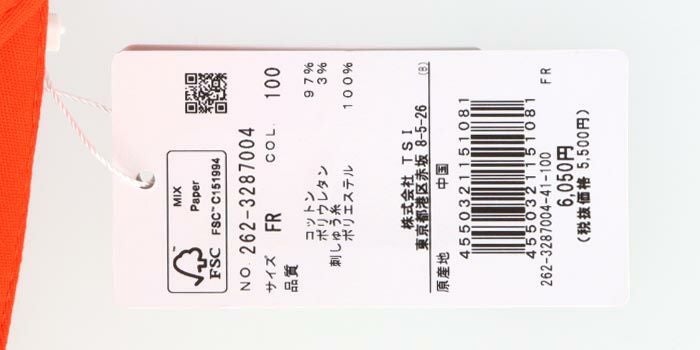 MIX
Paper
FSC™ C151994
FSC
NO. 262-3287004
サイズ FR COL. 100
品質
コットン 97%
ポリウレタン 3%
刺しゅう糸
ポリエステル 100%
(B)
株式会社 TSI
東京都港区赤坂 8-5-26
原産地 中国
4550321151081
4550321151081
262-3287004-41-100 FR
6,050円
(税抜価格 5,500円)